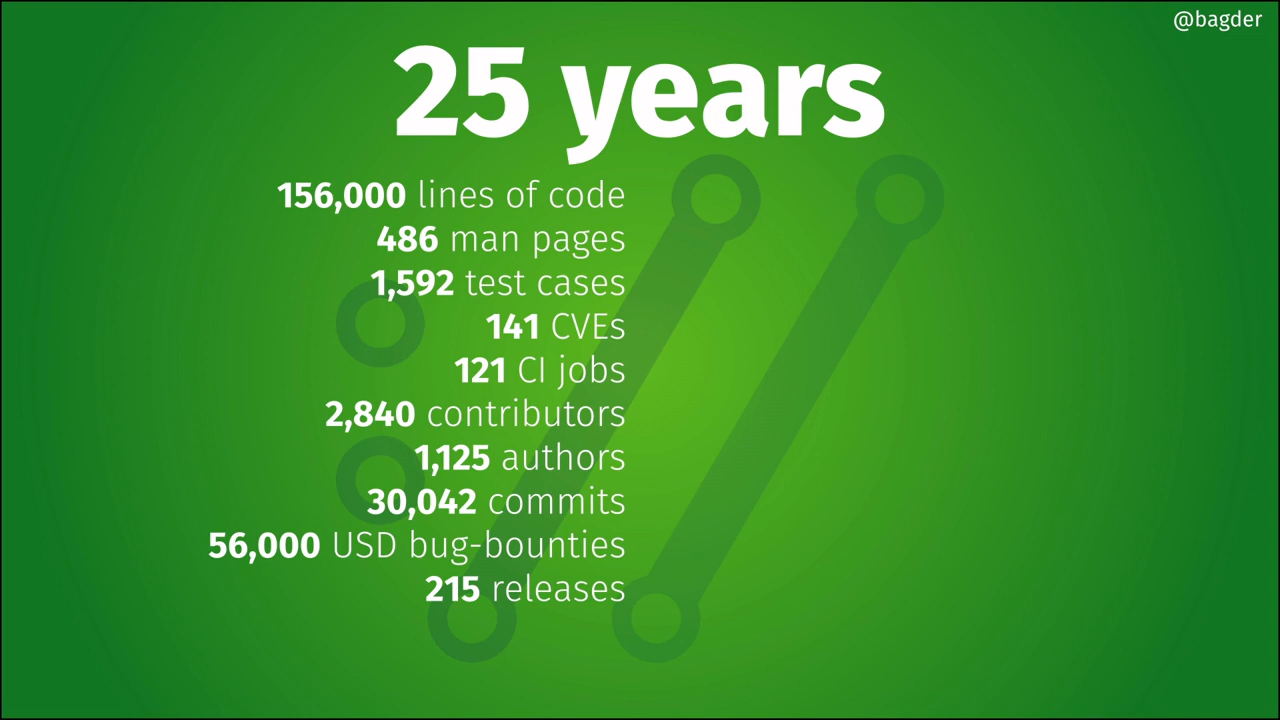 @bagder
25 years
156,000 lines of code
486 man pages
1,592 test cases
141 CVEs
121 CI jobs
2,840 contributors
1,125 authors
30,042 commits
56,000 USD bug-bounties
215 releases